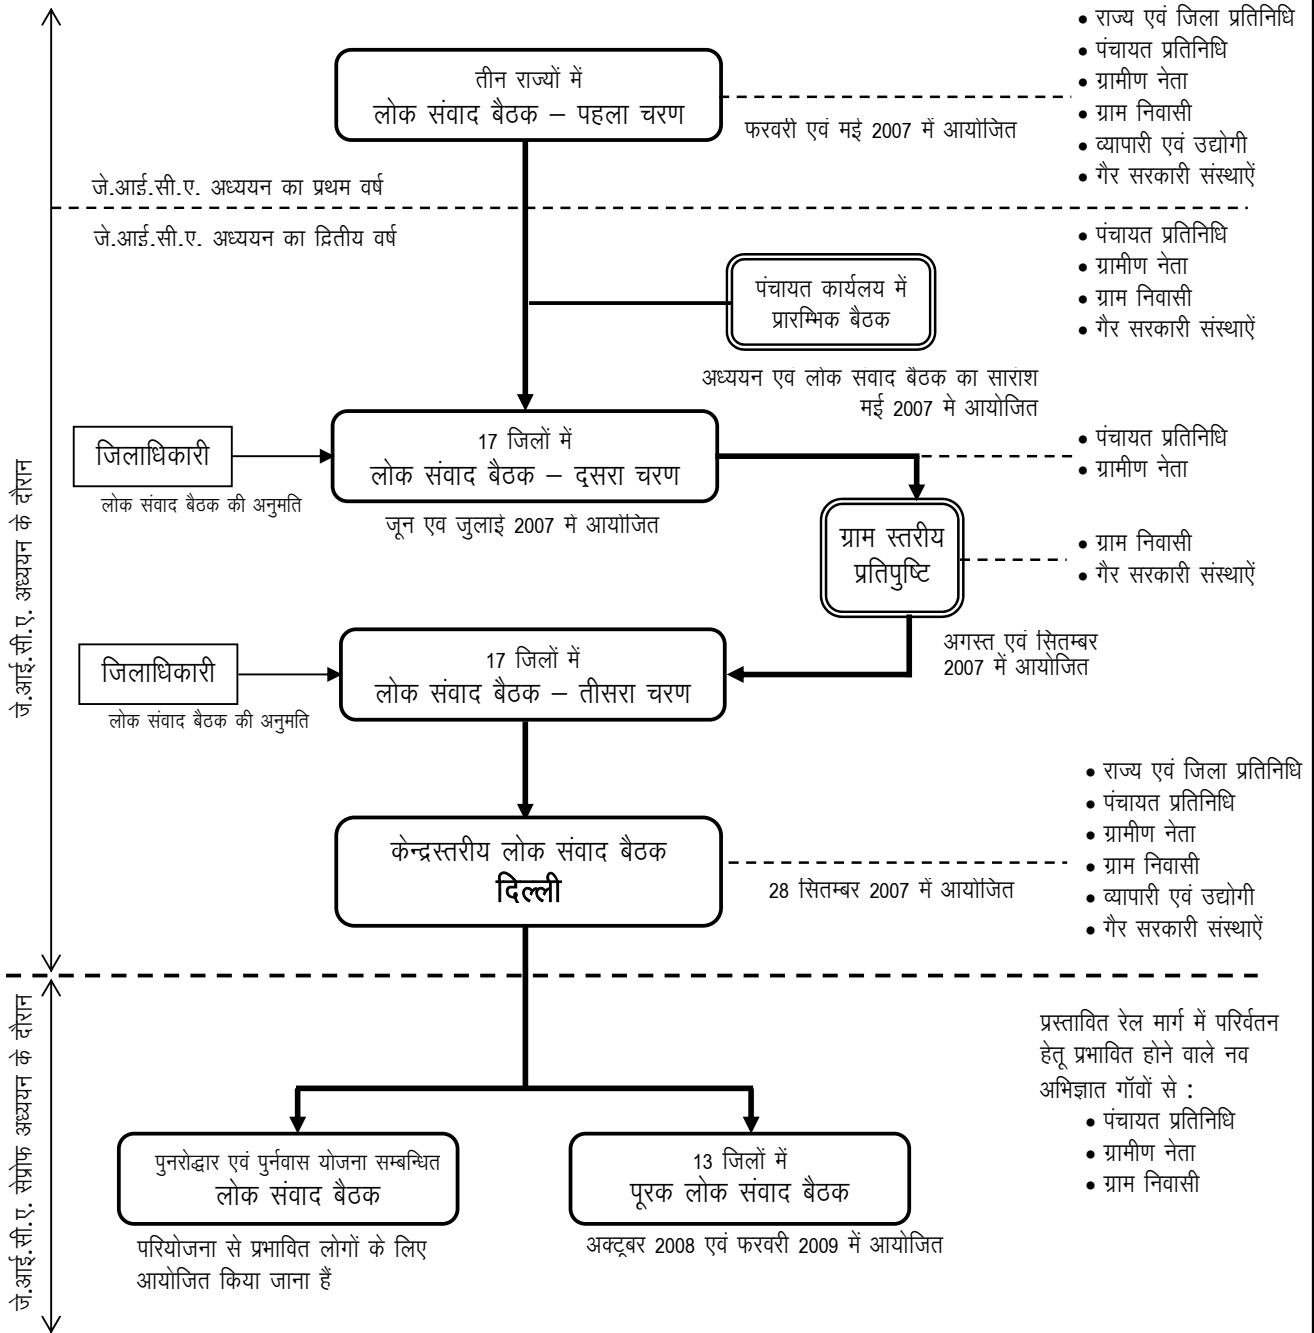 • राज्य एवं जिला प्रतिनिधि
• पंचायत प्रतिनिधि
• ग्रामीण नेता
• ग्राम निवासी
• व्यापारी एवं उद्योगी
• गैर सरकारी संस्थाऐं
तीन राज्यों में
लोक संवाद बैठक – पहला चरण
फरवरी एवं मई 2007 में आयोजित
जे.आई.सी.ए. अध्ययन का प्रथम वर्ष
जे.आई.सी.ए. अध्ययन का द्वितीय वर्ष
• पंचायत प्रतिनिधि
• ग्रामीण नेता
• ग्राम निवासी
• गैर सरकारी संस्थाऐं
पंचायत कार्यलय में
प्रारम्भिक बैठक
अध्ययन एवं लोक संवाद बैठक का सारांश
मई 2007 मे आयोजित
जिलाधिकारी
लोक संवाद बैठक की अनुमति
17 जिलों में
लोक संवाद बैठक – दूसरा चरण
जून एवं जुलाई 2007 में आयोजित
• पंचायत प्रतिनिधि
• ग्रामीण नेता
ग्राम स्तरीय
प्रतिपुष्टि
• ग्राम निवासी
• गैर सरकारी संस्थाऐं
अगस्त एवं सितम्बर
2007 में आयोजित
जिलाधिकारी
लोक संवाद बैठक की अनुमति
17 जिलों में
लोक संवाद बैठक – तीसरा चरण
जे.आई.सी.ए. अध्ययन के दौरान
केन्द्रस्तरीय लोक संवाद बैठक
दिल्ली
28 सितम्बर 2007 में आयोजित
• राज्य एवं जिला प्रतिनिधि
• पंचायत प्रतिनिधि
• ग्रामीण नेता
• ग्राम निवासी
• व्यापारी एवं उद्योगी
• गैर सरकारी संस्थाऐं
जे.आई.सी.ए. सेप्रोफ अध्ययन के दौरान
प्रस्तावित रेल मार्ग में परिर्वतन
हेतू प्रभावित होने वाले नव
अभिज्ञात गॉवों से :
• पंचायत प्रतिनिधि
• ग्रामीण नेता
• ग्राम निवासी
पुनरोद्धार एवं पुर्नवास योजना सम्बन्धित
लोक संवाद बैठक
परियोजना से प्रभावित लोगों के लिए
आयोजित किया जाना हैं
13 जिलों में
पूरक लोक संवाद बैठक
अक्टूबर 2008 एवं फरवरी 2009 में आयोजित